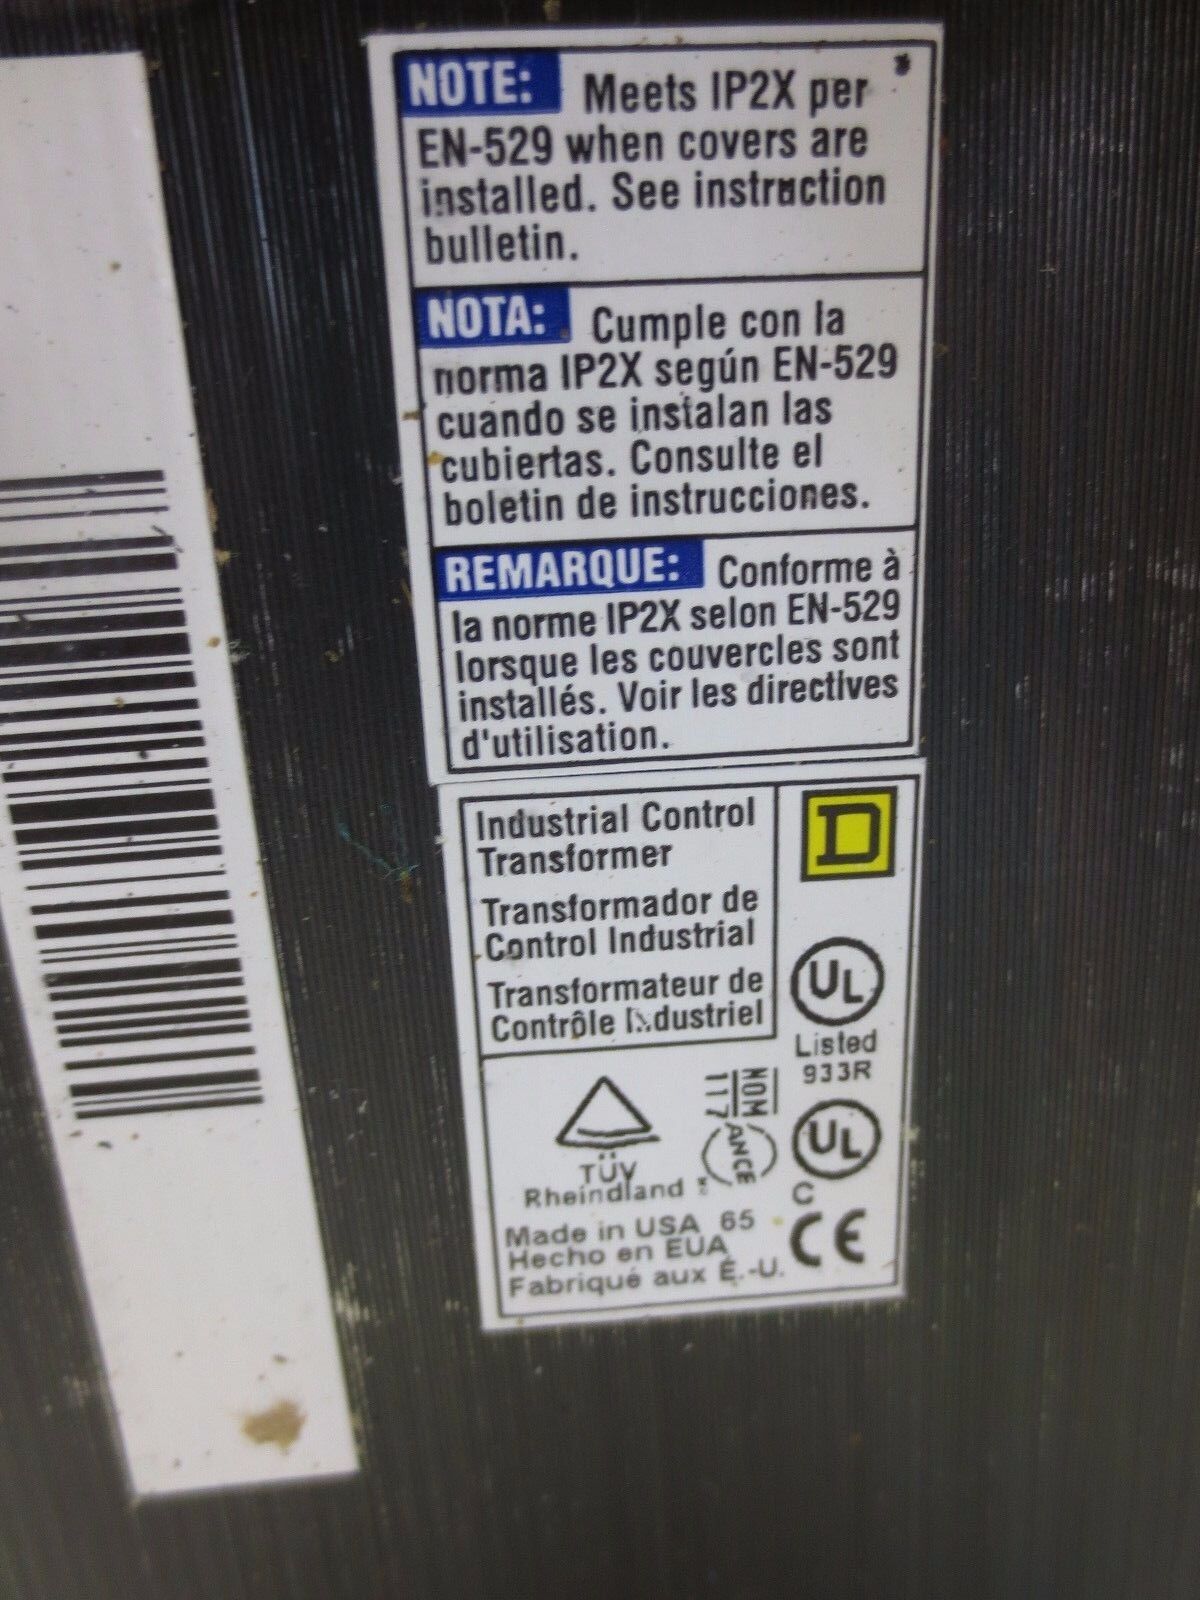 NOTE: Meets IP2X per
EN-529 when covers are
installed. See instruction
bulletin.
NOTA: Cumple con la
norma IP2X según EN-529
cuando se instalan las
cubiertas. Consulte el
boletin de instrucciones.
REMARQUE: Conforme à
la norme IP2X selon EN-529
lorsque les couvercles sont
installés. Voir les directives
d'utilisation.
Industrial Control
Transformer
Transformador de
Control Industrial
Transformateur de
Contrôle Industriel
D
UL
Listed
933R
UL
C
CE
NOM
117
ANCE
TÜV
Rheindland
Made in USA 65
Hecho en EUA
Fabriqué aux É.-U.